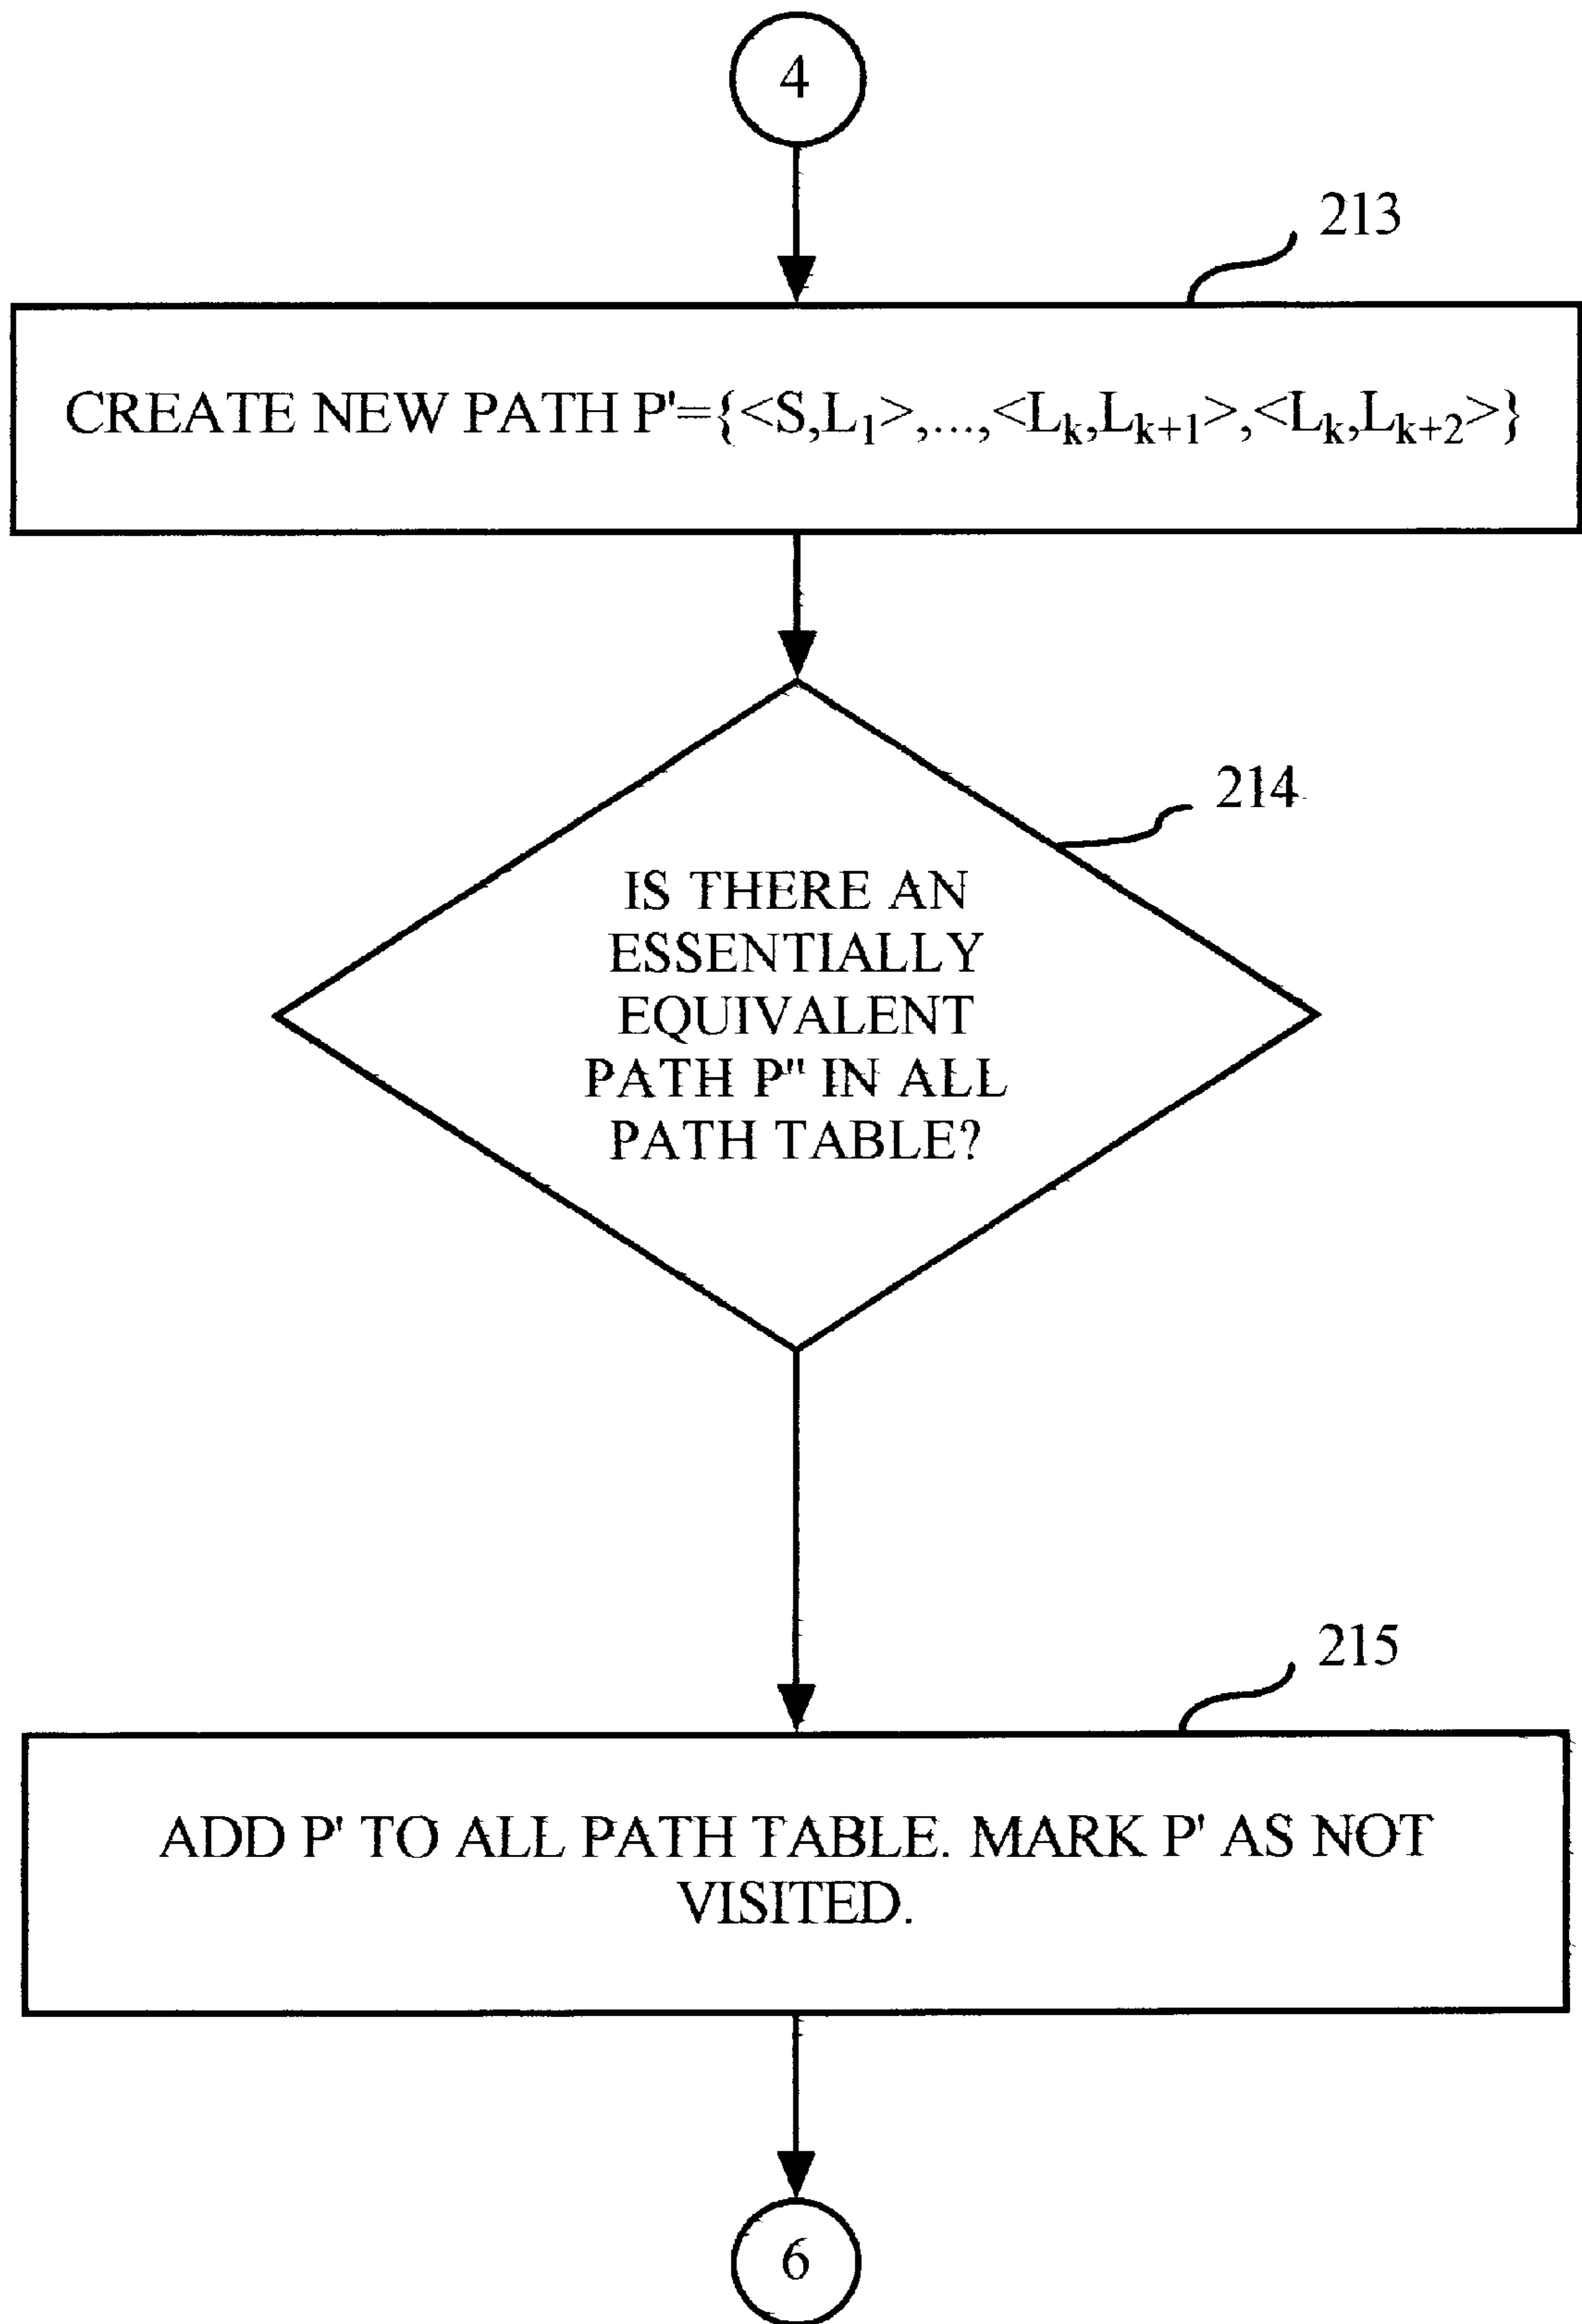 4
213
CREATE NEW PATH P'={<S,L₁>,...,<Lₖ,Lₖ₊₁>,<Lₖ,Lₖ₊₂>}
214
IS THERE AN
ESSENTIALLY
EQUIVALENT
PATH P" IN ALL
PATH TABLE?
215
ADD P' TO ALL PATH TABLE. MARK P' AS NOT
VISITED.
6